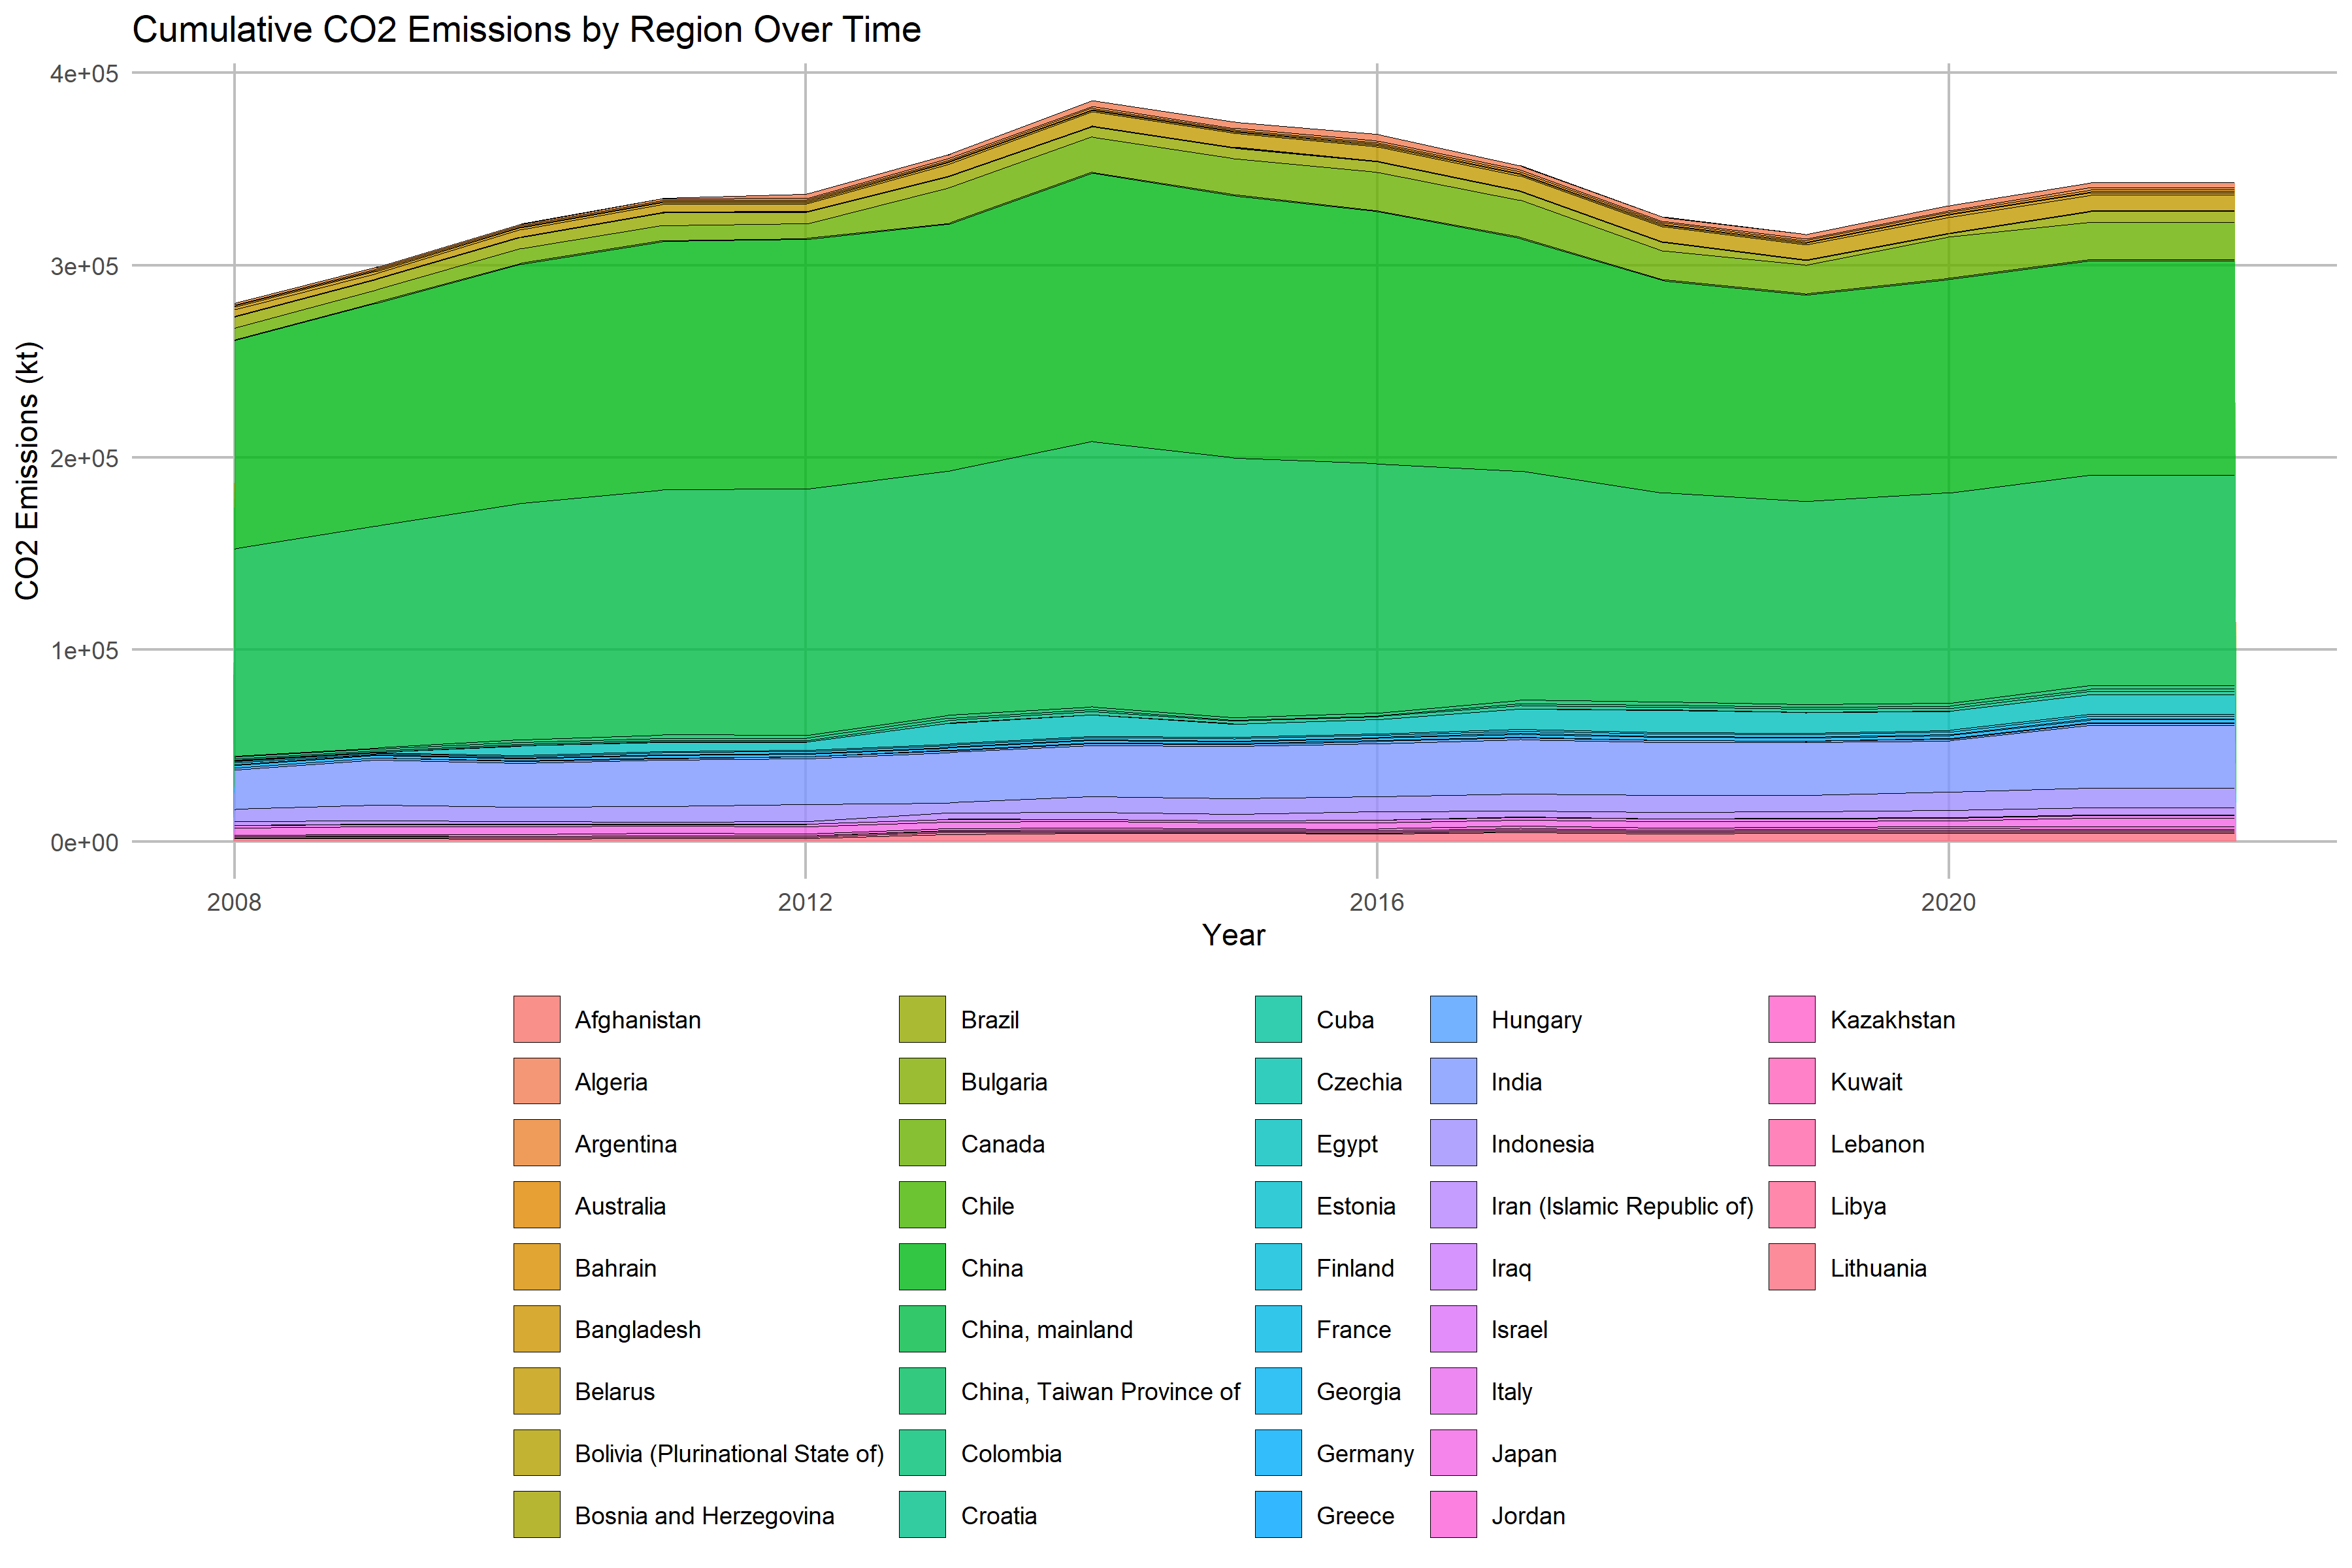 Cumulative CO2 Emissions by Region Over Time
CO2 Emissions (kt)
4e+05
3e+05
2e+05
1e+05
0e+00
2008
2012
2016
2020
Year
Afghanistan
Algeria
Argentina
Australia
Bahrain
Bangladesh
Belarus
Bolivia (Plurinational State of)
Bosnia and Herzegovina
Brazil
Bulgaria
Canada
Chile
China
China, mainland
China, Taiwan Province of
Colombia
Croatia
Cuba
Czechia
Egypt
Estonia
Finland
France
Georgia
Germany
Greece
Hungary
India
Indonesia
Iran (Islamic Republic of)
Iraq
Israel
Italy
Japan
Jordan
Kazakhstan
Kuwait
Lebanon
Libya
Lithuania